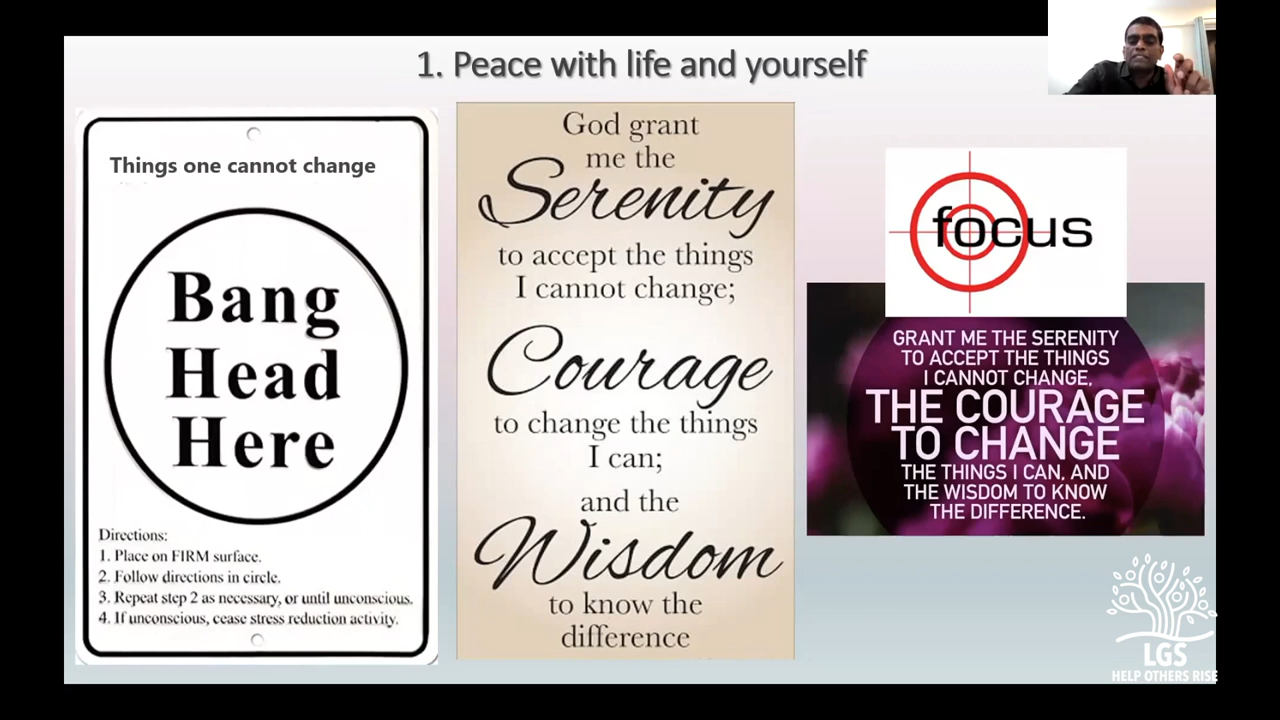 1. Peace with life and yourself
Things one cannot change
Bang
Head
Here
Directions:
1. Place on FIRM surface.
2. Follow directions in circle.
3. Repeat step 2 as necessary, or until unconscious.
4. If unconscious, cease stress reduction activity.
God grant
me the
Serenity
to accept the things
I cannot change;
Courage
to change the things
I can;
and the
Wisdom
to know the
difference
focus
GRANT ME THE SERENITY
TO ACCEPT THE THINGS
I CANNOT CHANGE,
THE COURAGE
TO CHANGE
THE THINGS I CAN, AND
THE WISDOM TO KNOW
THE DIFFERENCE.
LGS
HELP OTHERS RISE